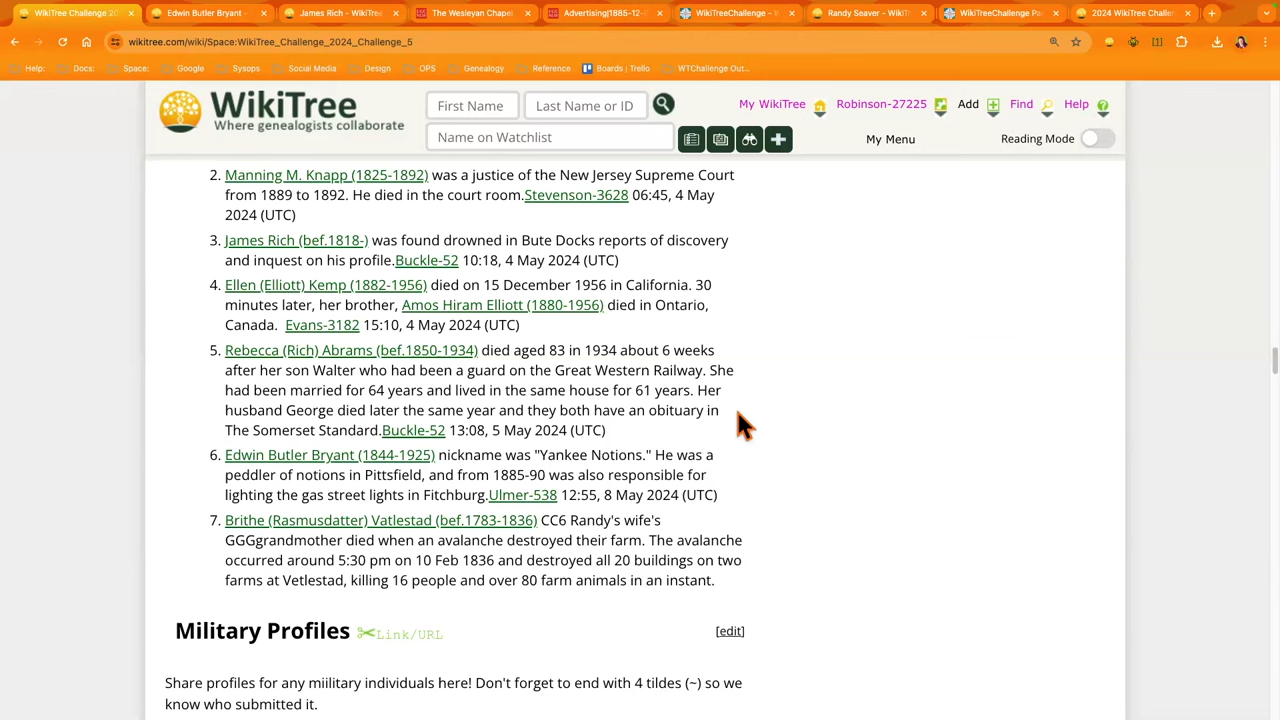 WikiTree Challenge 20
Edwin Butler Bryant -
James Rich - WikiTre
The Wesleyan Chape
Advertising|1885-12-
WikiTreeChallenge –
Randy Seaver - WikiT
WikiTreeChallenge Pa
2024 WikiTree Challe
wikitree.com/wiki/Space:WikiTree_Challenge_2024_Challenge_5
Help: Docs: Space: Google Sysops Social Media Design OPS Genealogy Reference Boards | Trello WTChallenge Out...
WikiTree
Where genealogists collaborate
First Name Last Name or ID
My WikiTree Robinson-27225 Add Find Help
Name on Watchlist
My Menu Reading Mode
2. Manning M. Knapp (1825-1892) was a justice of the New Jersey Supreme Court
from 1889 to 1892. He died in the court room.Stevenson-3628 06:45, 4 May
2024 (UTC)
3. James Rich (bef.1818-) was found drowned in Bute Docks reports of discovery
and inquest on his profile.Buckle-52 10:18, 4 May 2024 (UTC)
4. Ellen (Elliott) Kemp (1882-1956) died on 15 December 1956 in California. 30
minutes later, her brother, Amos Hiram Elliott (1880-1956) died in Ontario,
Canada. Evans-3182 15:10, 4 May 2024 (UTC)
5. Rebecca (Rich) Abrams (bef.1850-1934) died aged 83 in 1934 about 6 weeks
after her son Walter who had been a guard on the Great Western Railway. She
had been married for 64 years and lived in the same house for 61 years. Her
husband George died later the same year and they both have an obituary in
The Somerset Standard.Buckle-52 13:08, 5 May 2024 (UTC)
6. Edwin Butler Bryant (1844-1925) nickname was "Yankee Notions." He was a
peddler of notions in Pittsfield, and from 1885-90 was also responsible for
lighting the gas street lights in Fitchburg.Ulmer-538 12:55, 8 May 2024 (UTC)
7. Brithe (Rasmusdatter) Vatlestad (bef.1783-1836) CC6 Randy's wife's
GGGgrandmother died when an avalanche destroyed their farm. The avalanche
occurred around 5:30 pm on 10 Feb 1836 and destroyed all 20 buildings on two
farms at Vetlestad, killing 16 people and over 80 farm animals in an instant.
Military Profiles Link/URL [edit]
Share profiles for any miilitary individuals here! Don't forget to end with 4 tildes (~) so we
know who submitted it.